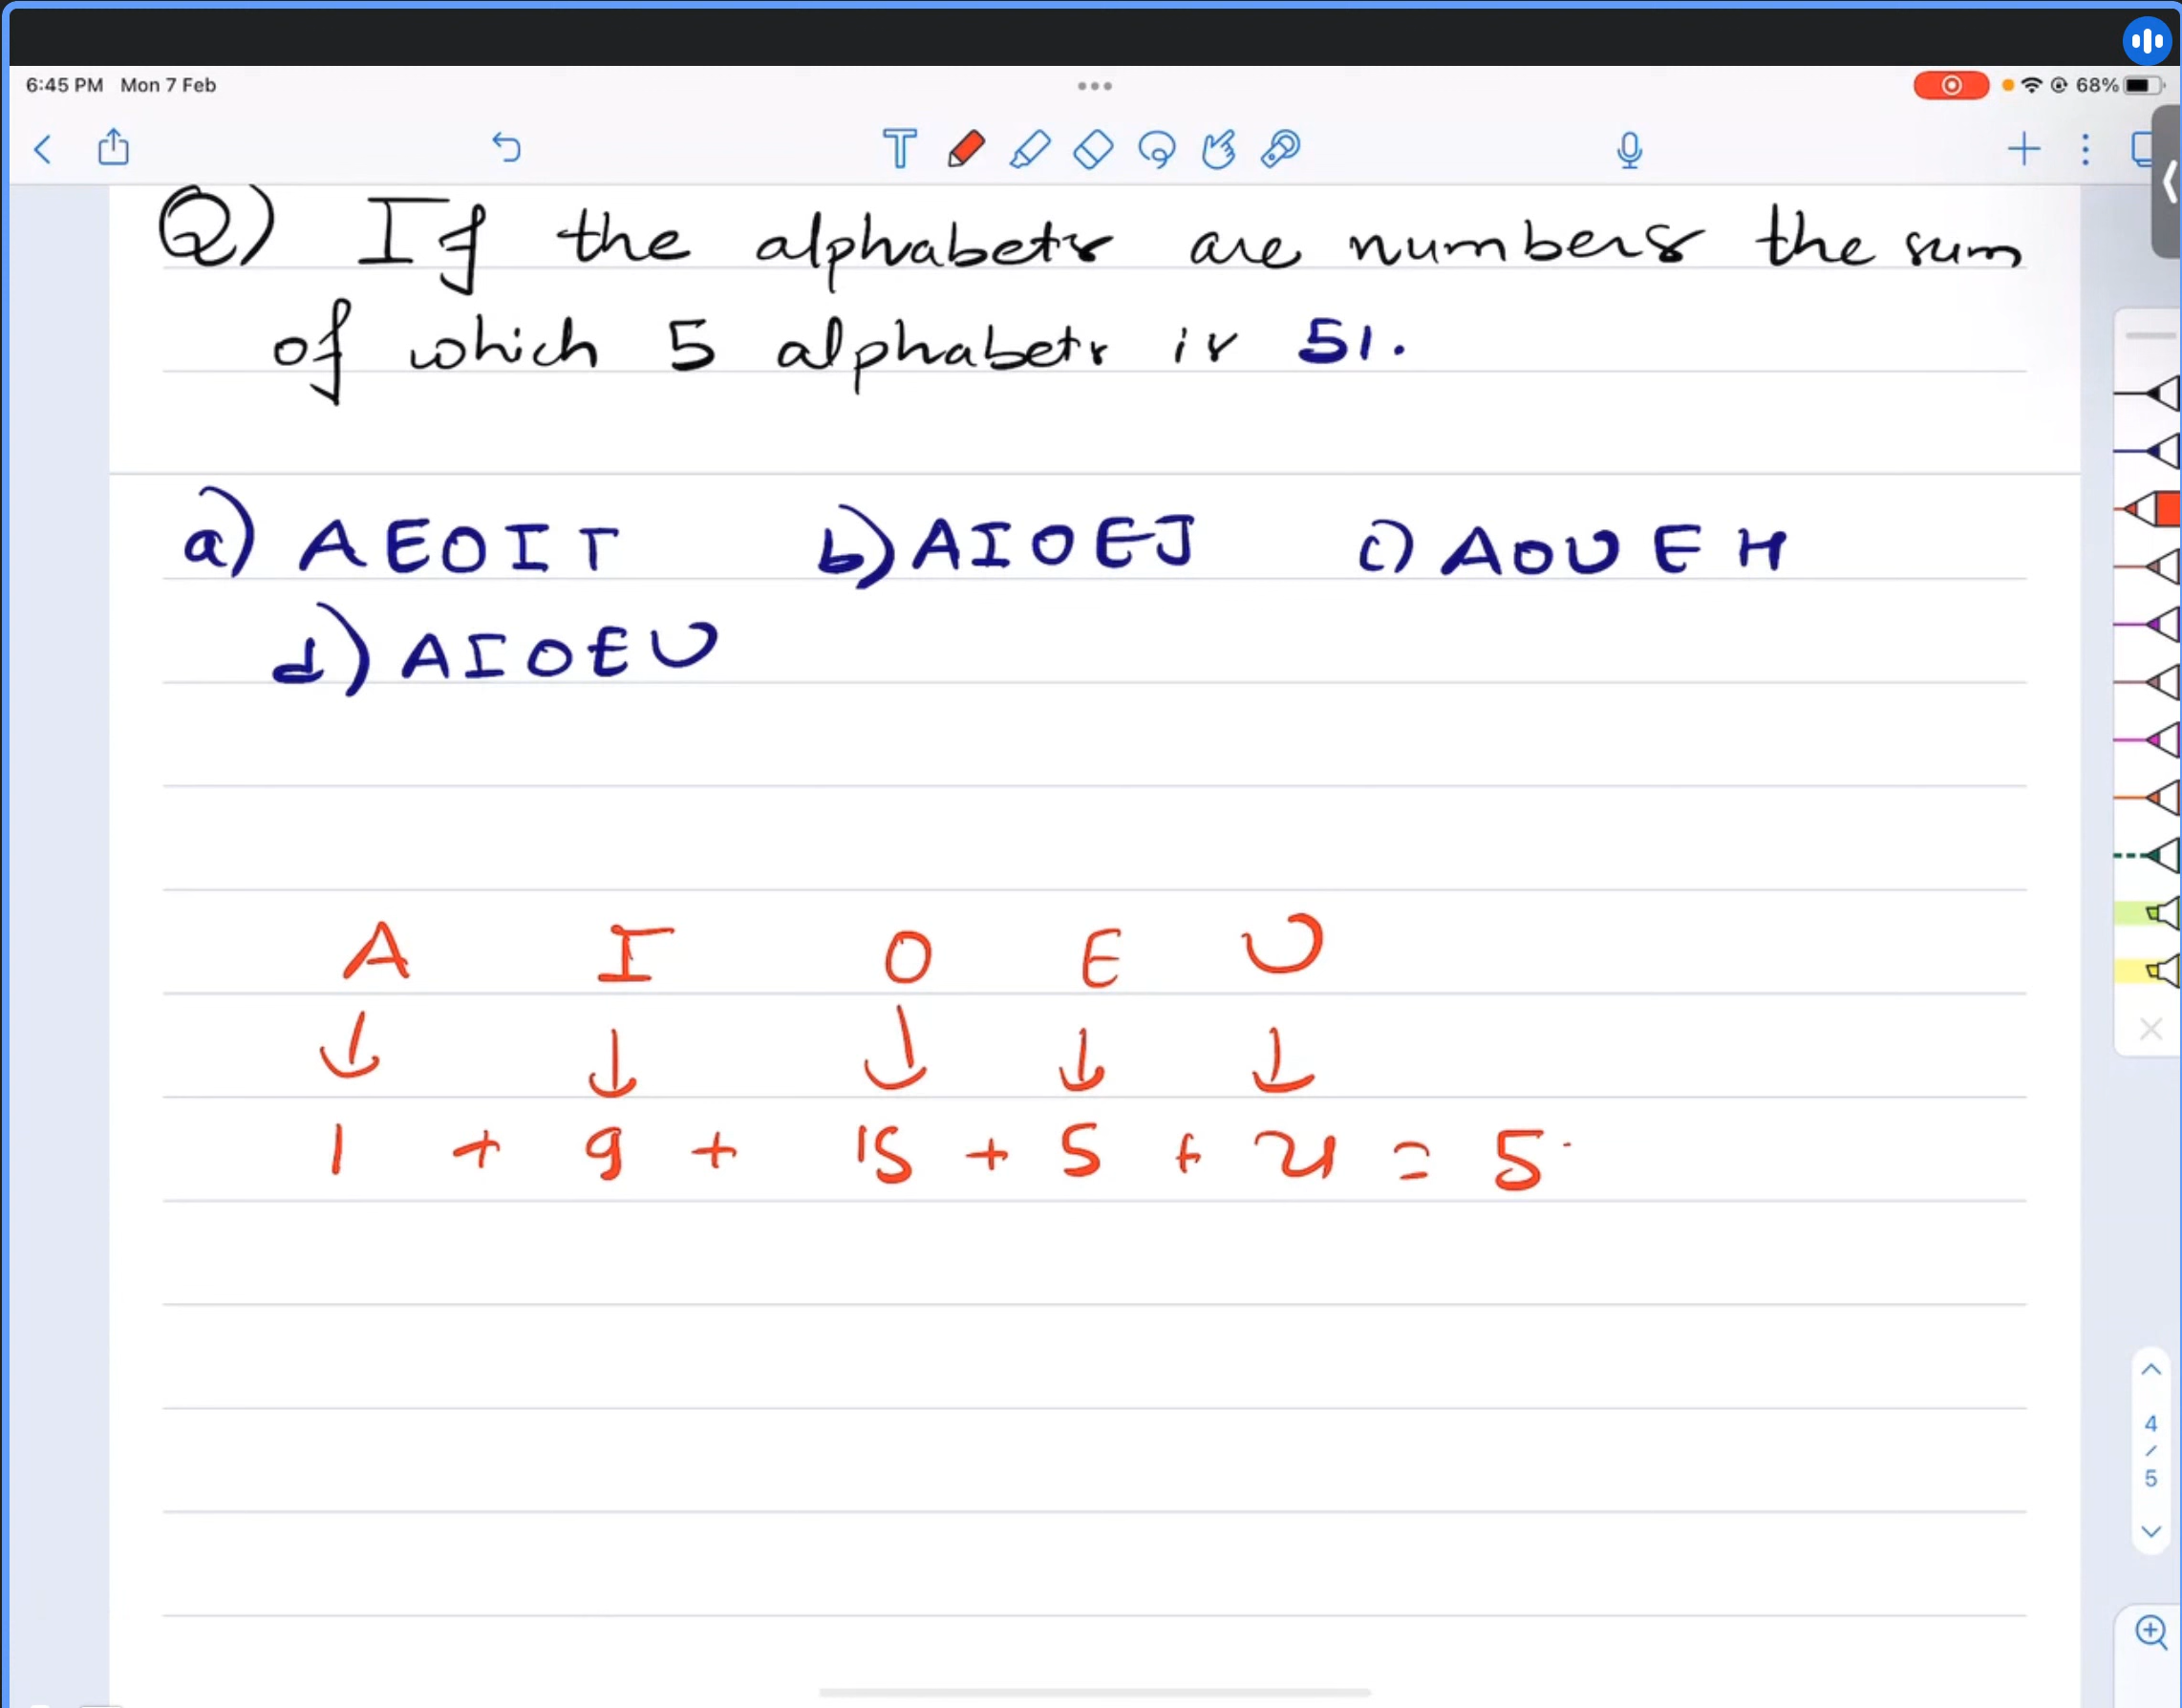 6:45 PM Mon 7 Feb
68%
Q) If the alphabets are numbers the sum
of which 5 alphabets is 51.
a) AEOIT b) AIOEJ c) AOUEH
d) AIOEU
A I O E U
↓ ↓ ↓ ↓ ↓
1 + 9 + 15 + 5 + 21 = 5
4
/
5